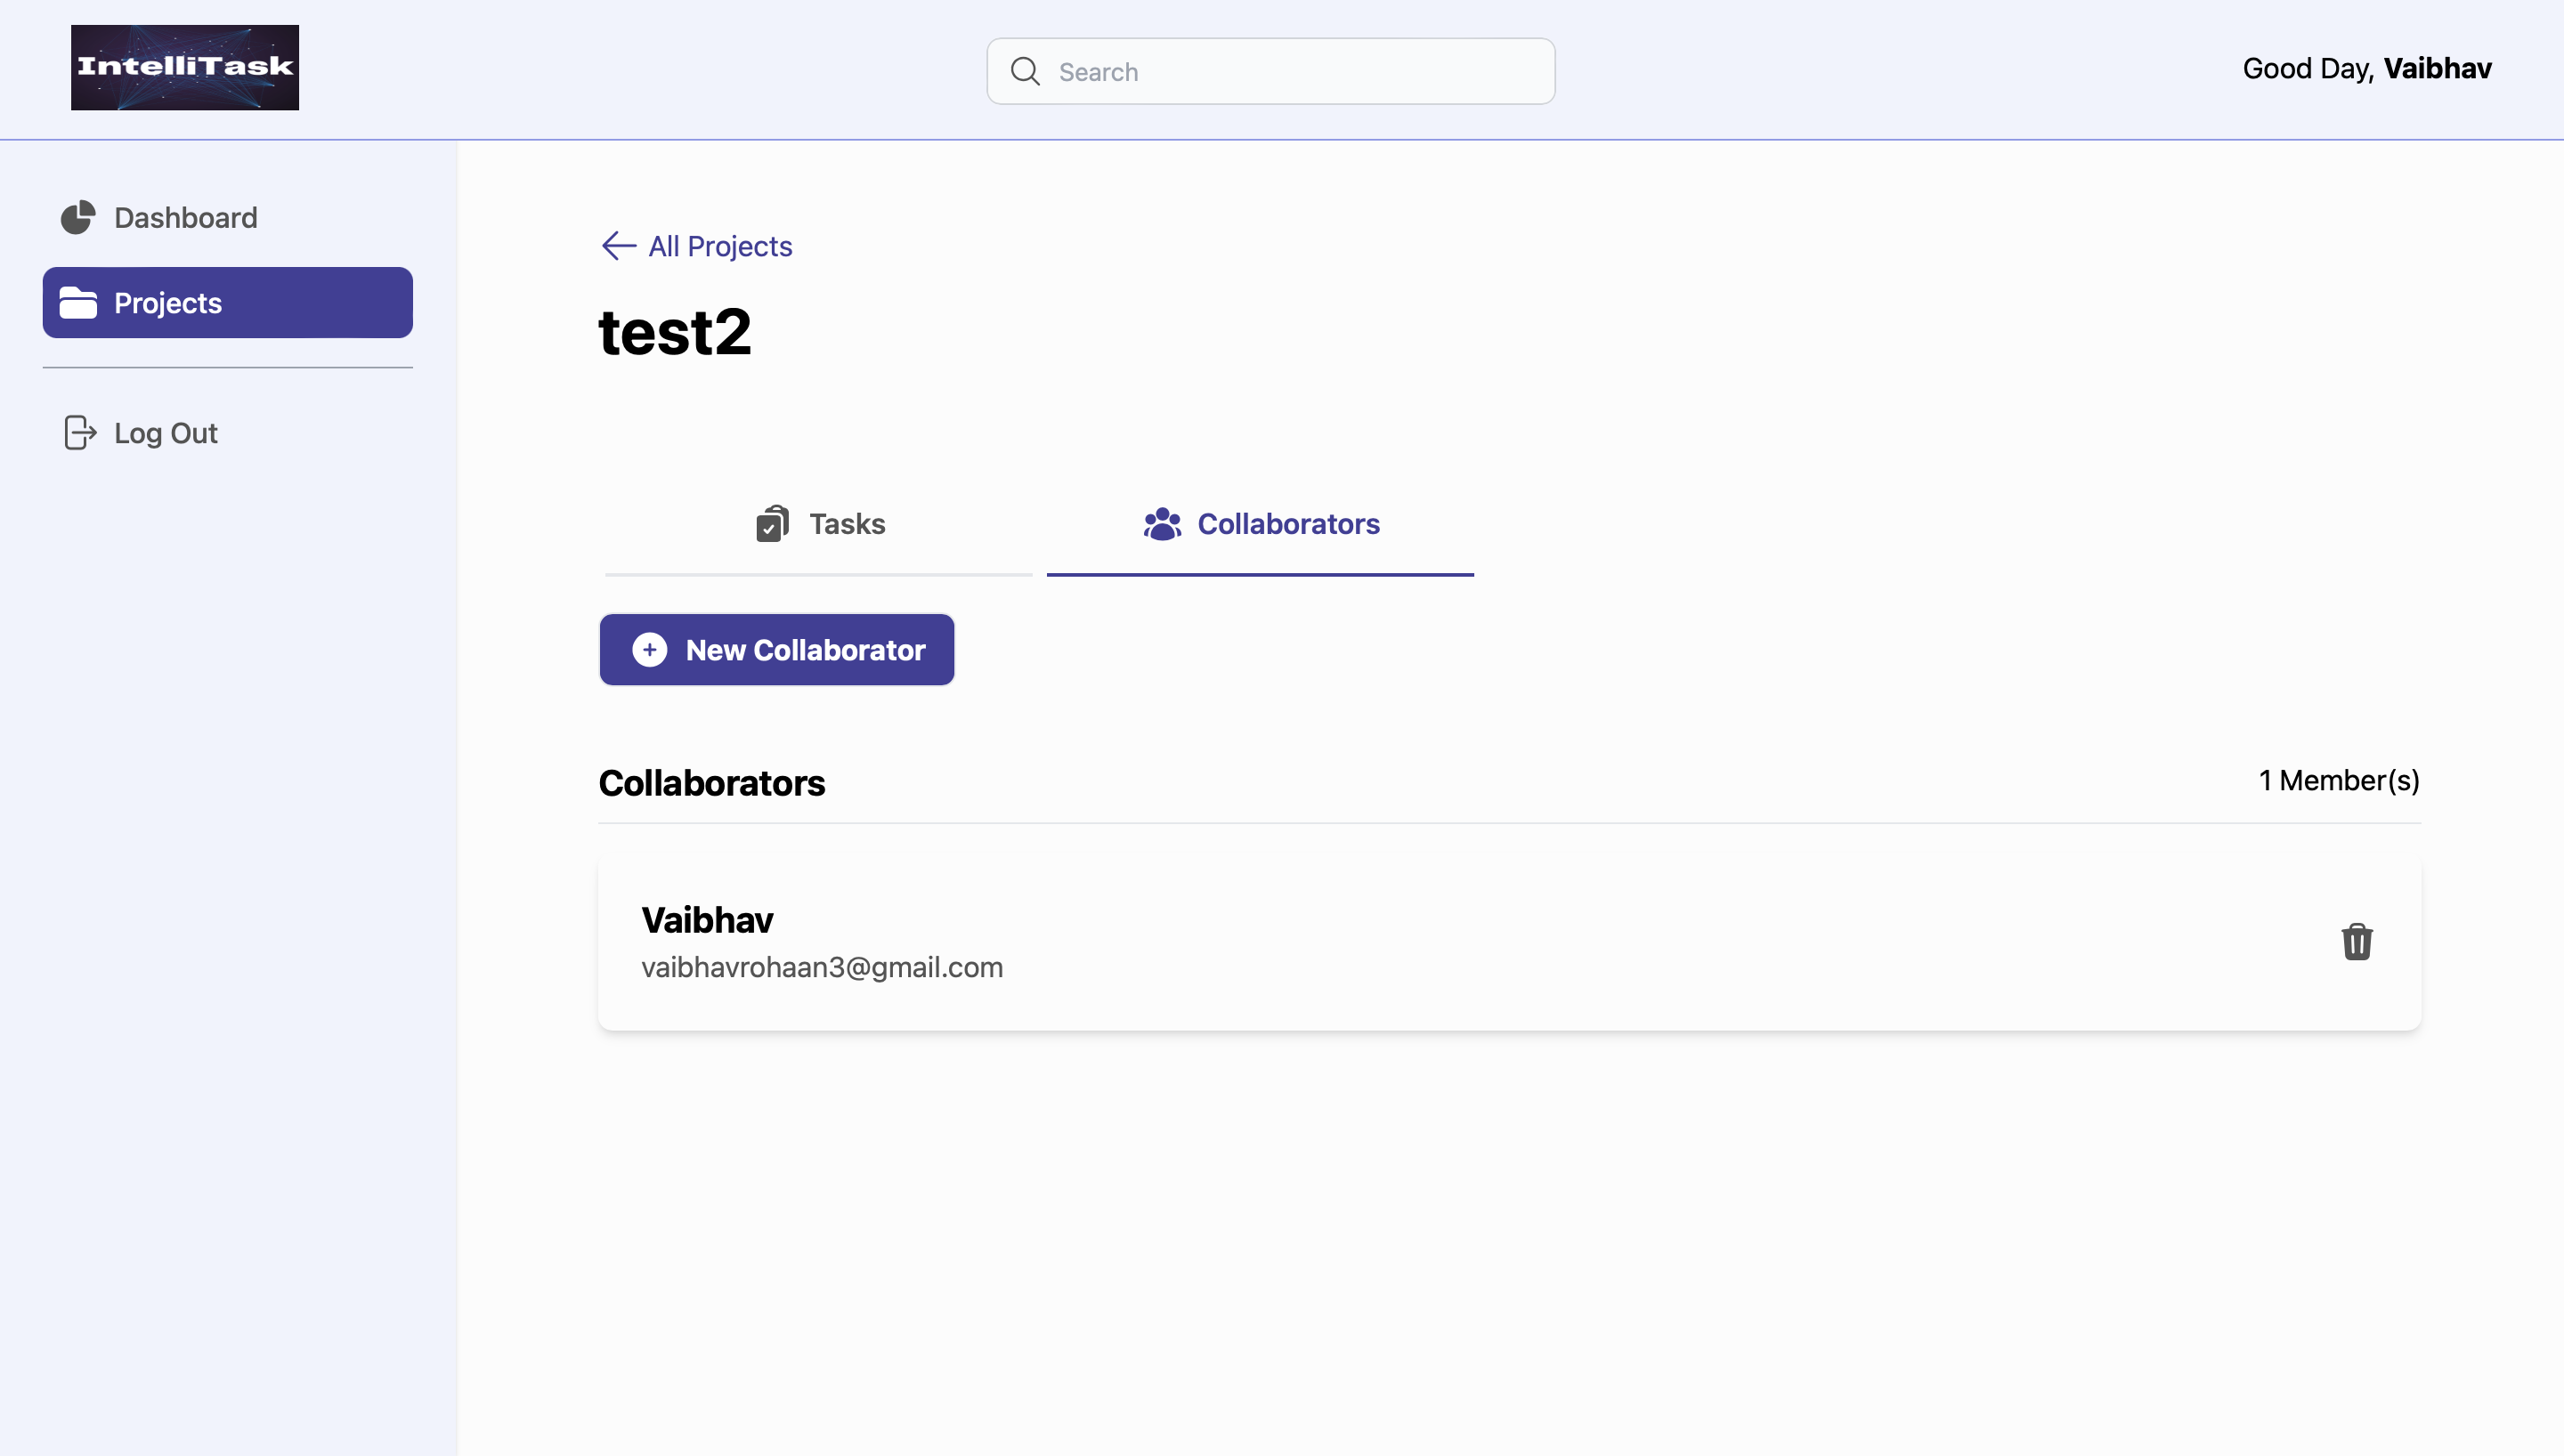 IntelliTask
Search
Good Day, Vaibhav
Dashboard
Projects
Log Out
All Projects
test2
Tasks
Collaborators
New Collaborator
Collaborators
1 Member(s)
Vaibhav
vaibhavrohaan3@gmail.com